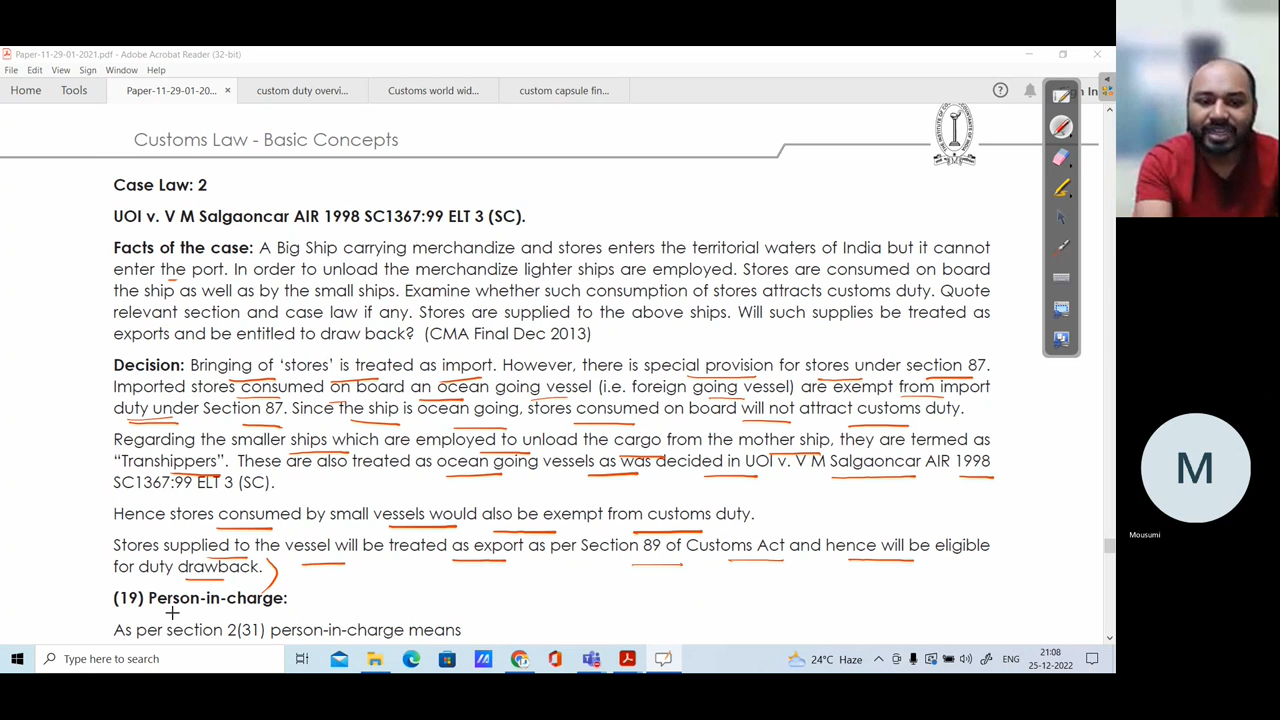 Paper-11-29-01-2021.pdf - Adobe Acrobat Reader (32-bit)
File Edit View Sign Window Help
Home Tools Paper-11-29-01-20... × custom duty overvi... Customs world wid... custom capsule fin... Sign In
Customs Law - Basic Concepts
Case Law: 2
UOI v. V M Salgaoncar AIR 1998 SC1367:99 ELT 3 (SC).
Facts of the case: A Big Ship carrying merchandize and stores enters the territorial waters of India but it cannot
enter the port. In order to unload the merchandize lighter ships are employed. Stores are consumed on board
the ship as well as by the small ships. Examine whether such consumption of stores attracts customs duty. Quote
relevant section and case law if any. Stores are supplied to the above ships. Will such supplies be treated as
exports and be entitled to draw back? (CMA Final Dec 2013)
Decision: Bringing of ‘stores’ is treated as import. However, there is special provision for stores under section 87.
Imported stores consumed on board an ocean going vessel (i.e. foreign going vessel) are exempt from import
duty under Section 87. Since the ship is ocean going, stores consumed on board will not attract customs duty.
Regarding the smaller ships which are employed to unload the cargo from the mother ship, they are termed as
“Transhippers”. These are also treated as ocean going vessels as was decided in UOI v. V M Salgaoncar AIR 1998
SC1367:99 ELT 3 (SC).
Hence stores consumed by small vessels would also be exempt from customs duty.
Stores supplied to the vessel will be treated as export as per Section 89 of Customs Act and hence will be eligible
for duty drawback.
(19) Person-in-charge:
As per section 2(31) person-in-charge means
M
Mousumi
Type here to search
24°C Haze
ENG
21:08
25-12-2022